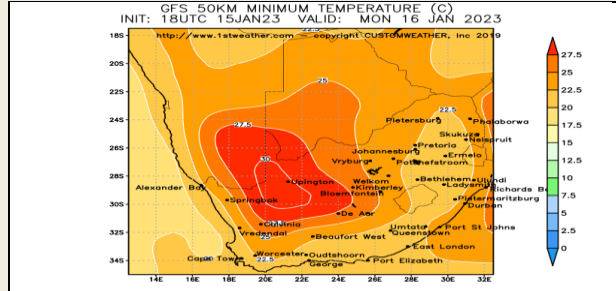 GFS 50KM MINIMUM TEMPERATURE (C)
INIT: 18UTC 15JAN23 VALID: MON 16 JAN 2023
22.5
http://www.1stweather.com — copyright CUSTOMWEATHER, Inc 2019
18S
20S
22S
24S
26S
28S
30S
32S
34S
25
22.5
27.5
30
Pietersburg
Phalaborwa
Skukuza
Nelspruit
Pretoria
Johannesburg
Ermelo
Vryburg
Potchefstroom
Welkom
Bethlehem
Ulundi
Ladysmith
Alexander Bay
Upington
Kimberley
Bloemfontein
Richards Ba
Springbok
Pietermaritzburg
Durban
De Aar
Calvinia
25
Vredendal
Umtata
Port St Johns
Queenstown
Beaufort West
East London
Cape Town
20
Worcester
22.5
Oudtshoorn
George
Port Elizabeth
14E
16E
18E
20E
22E
24E
26E
28E
30E
32E
27.5
25
22.5
20
17.5
15
12.5
10
7.5
5
2.5
0